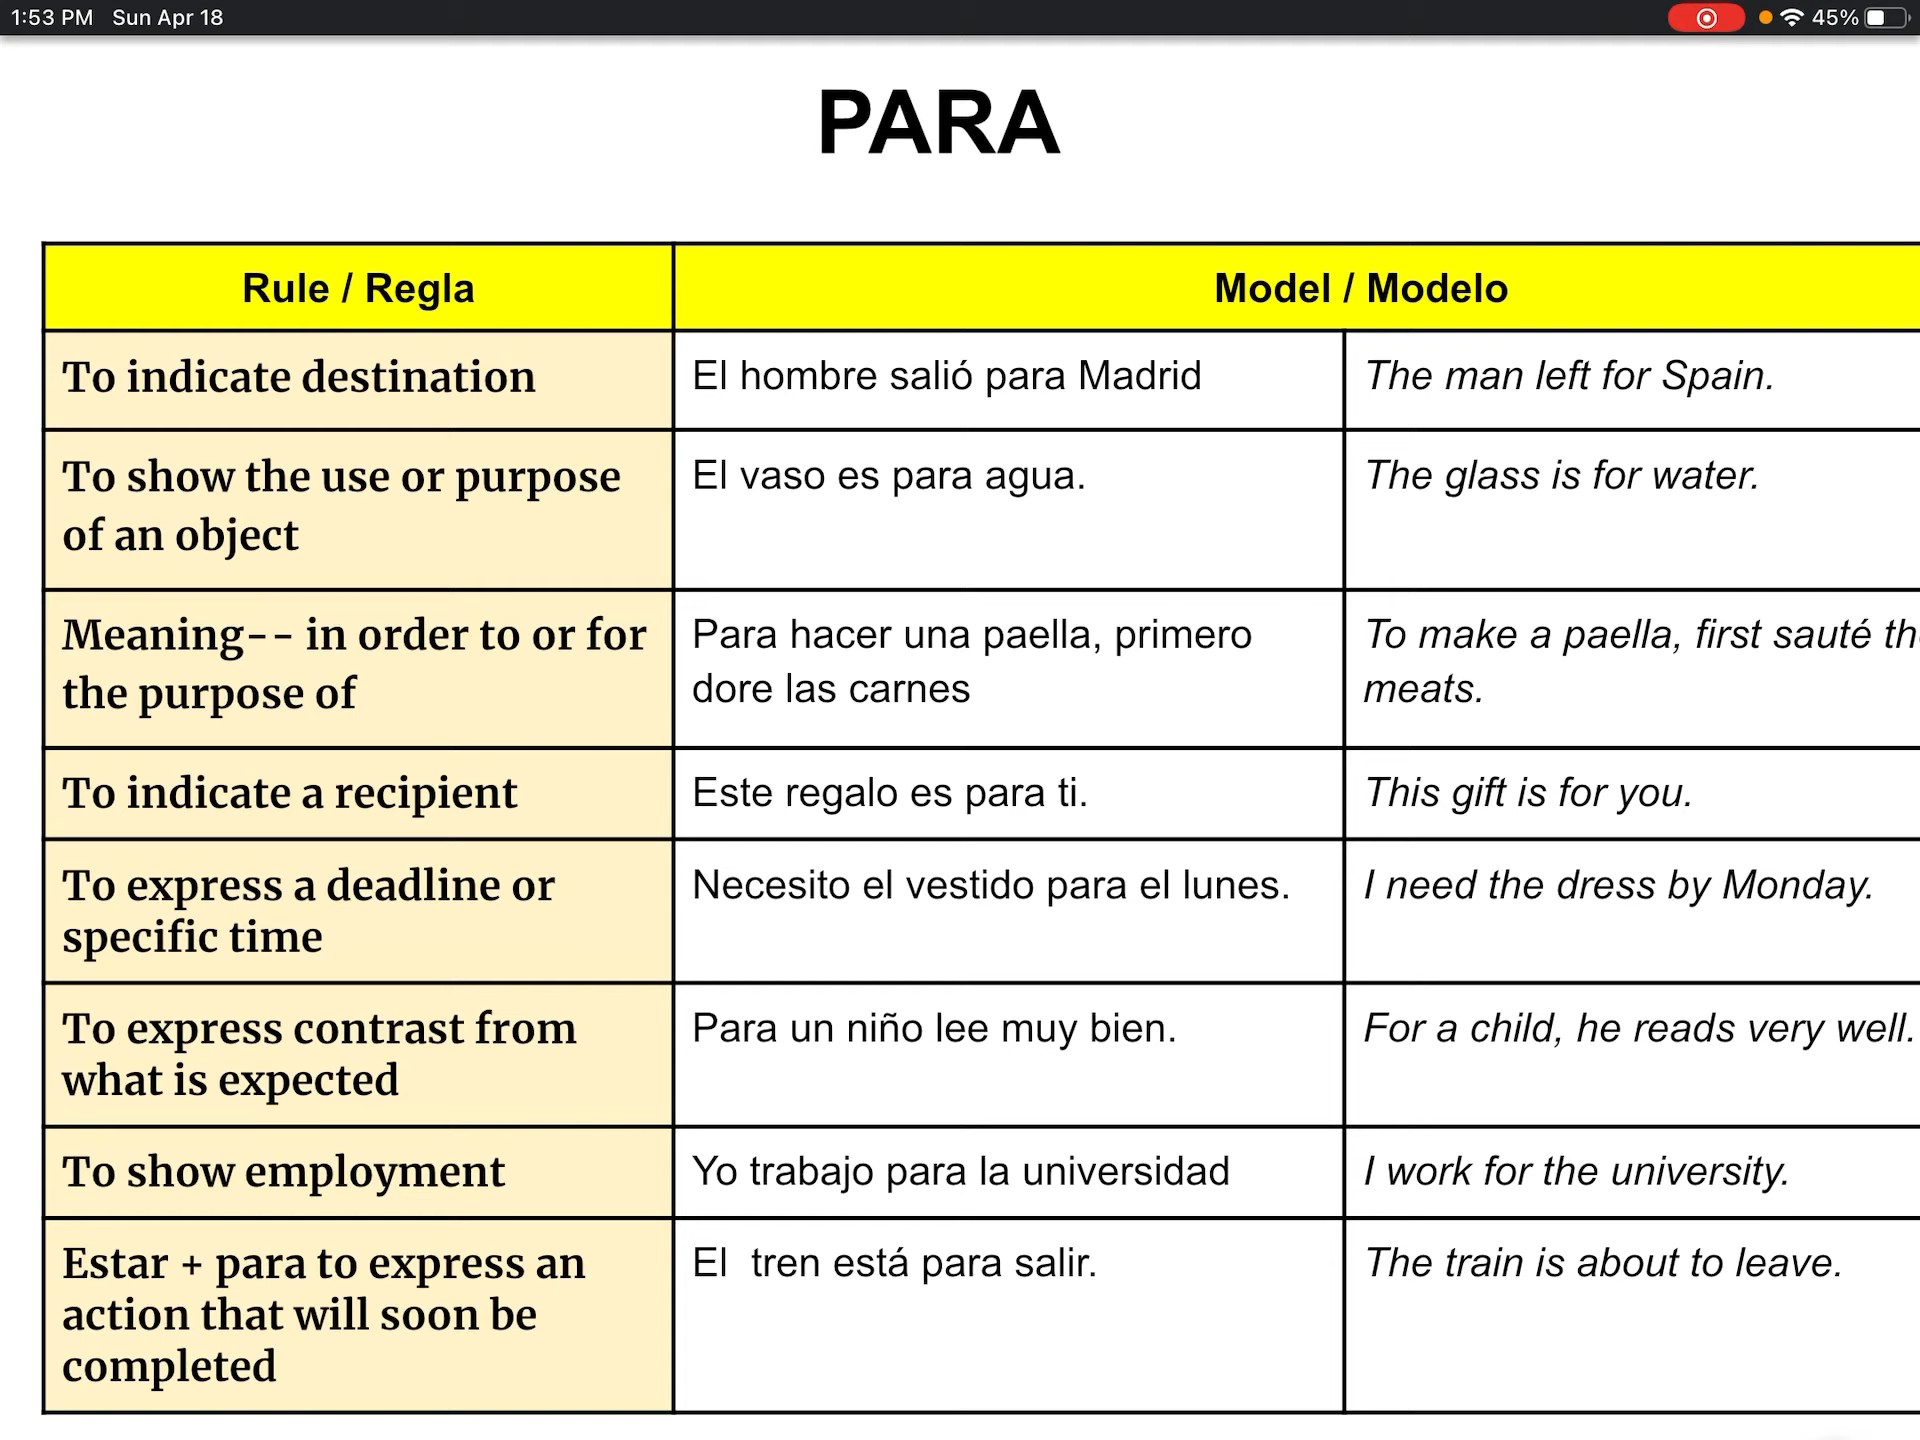 1:53 PM Sun Apr 18
45%
PARA
Rule / Regla
Model / Modelo
To indicate destination
El hombre salió para Madrid
The man left for Spain.
To show the use or purpose
of an object
El vaso es para agua.
The glass is for water.
Meaning-- in order to or for
the purpose of
Para hacer una paella, primero
dore las carnes
To make a paella, first sauté
meats.
To indicate a recipient
Este regalo es para ti.
This gift is for you.
To express a deadline or
specific time
Necesito el vestido para el lunes.
I need the dress by Monday.
To express contrast from
what is expected
Para un niño lee muy bien.
For a child, he reads very well.
To show employment
Yo trabajo para la universidad
I work for the university.
Estar + para to express an
action that will soon be
completed
El  tren está para salir.
The train is about to leave.